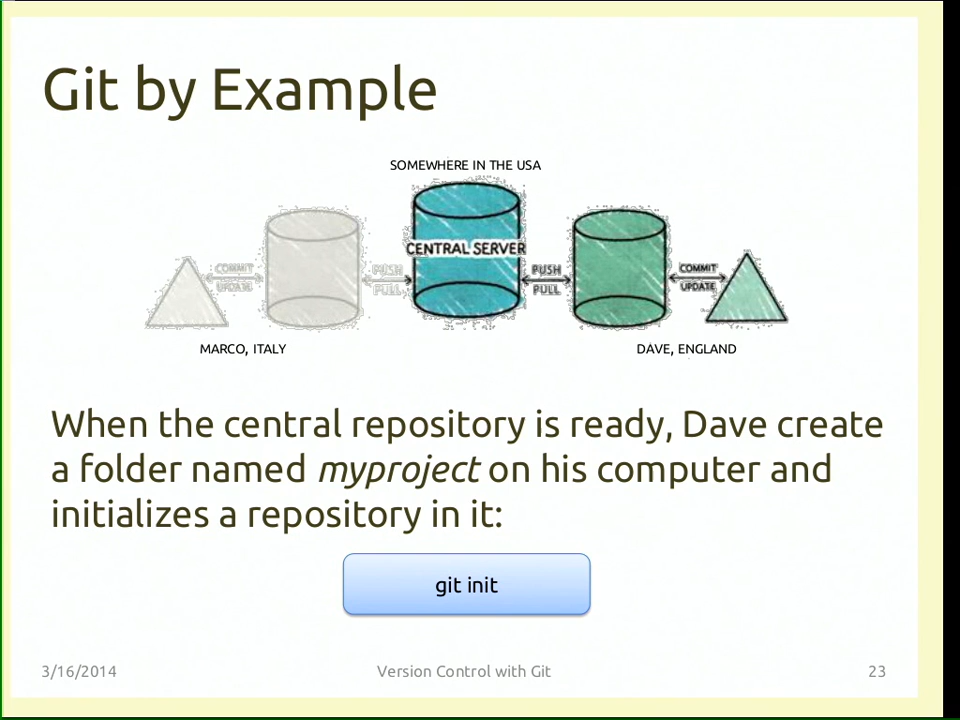 Git by Example
SOMEWHERE IN THE USA
CENTRAL SERVER
COMMIT
UPDATE
PUSH
PULL
PUSH
PULL
COMMIT
UPDATE
MARCO, ITALY
DAVE, ENGLAND
When the central repository is ready, Dave create
a folder named myproject on his computer and
initializes a repository in it:
git init
3/16/2014
Version Control with Git
23